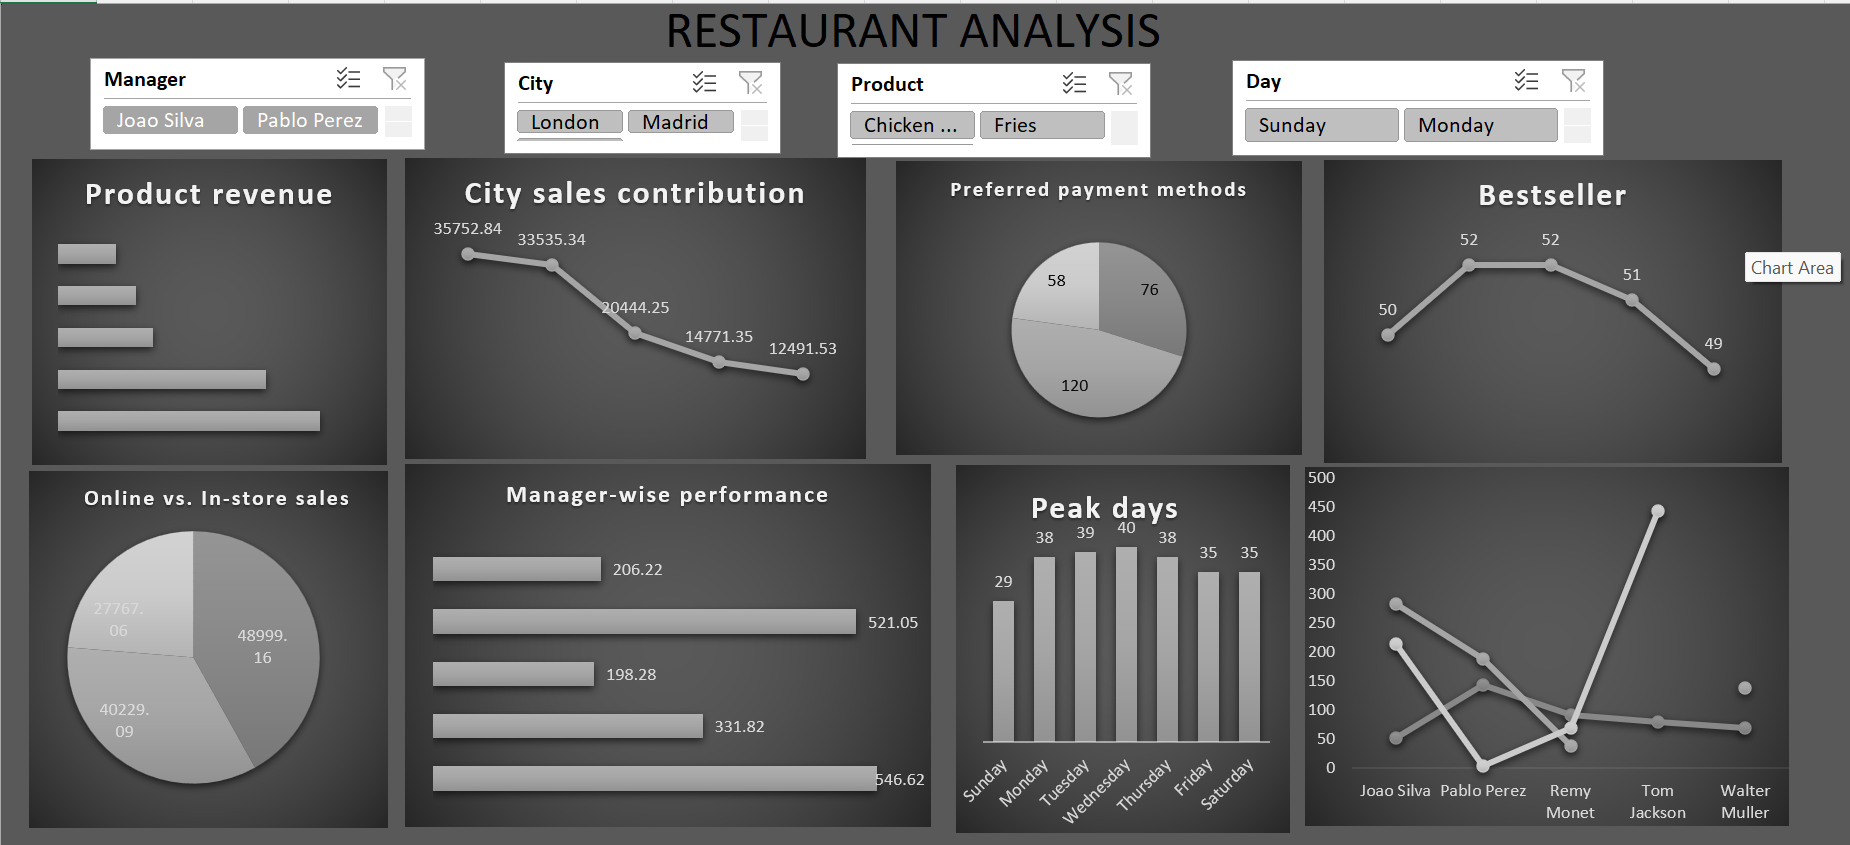 RESTAURANT ANALYSIS
Manager
Joao Silva
Pablo Perez
City
London
Madrid
Product
Chicken ...
Fries
Day
Sunday
Monday
Product revenue
City sales contribution
35752.84
33535.34
20444.25
14771.35
12491.53
Preferred payment methods
58
76
120
Bestseller
50
52
52
51
49
Chart Area
Online vs. In-store sales
27767.
06
48999.
16
40229.
09
Manager-wise performance
206.22
521.05
198.28
331.82
546.62
Peak days
29
38
39
40
38
35
35
Sunday
Monday
Tuesday
Wednesday
Thursday
Friday
Saturday
500
450
400
350
300
250
200
150
100
50
0
Joao Silva
Pablo Perez
Remy
Monet
Tom
Jackson
Walter
Muller